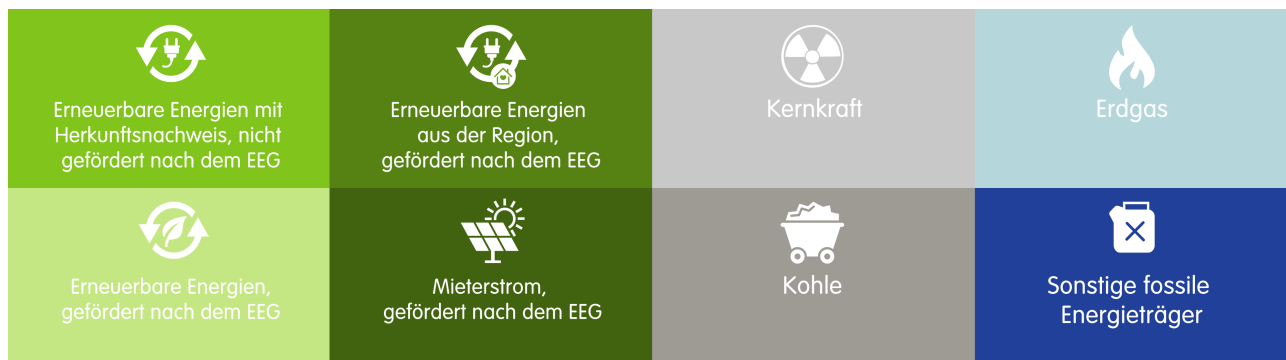 Erneuerbare Energien mit
Herkunftsnachweis, nicht
gefördert nach dem EEG
Erneuerbare Energien
aus der Region,
gefördert nach dem EEG
Kernkraft
Erdgas
Erneuerbare Energien,
gefördert nach dem EEG
Mieterstrom,
gefördert nach dem EEG
Kohle
Sonstige fossile
Energieträger